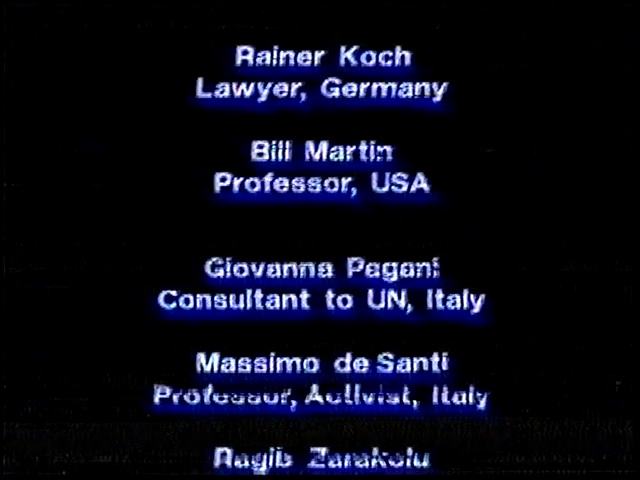 Rainer Koch
Lawyer, Germany
Bill Martin
Professor, USA
Giovanna Pagani
Consultant to UN, Italy
Massimo de Santi
Professor, Activist, Italy
Ragib Zarakolu